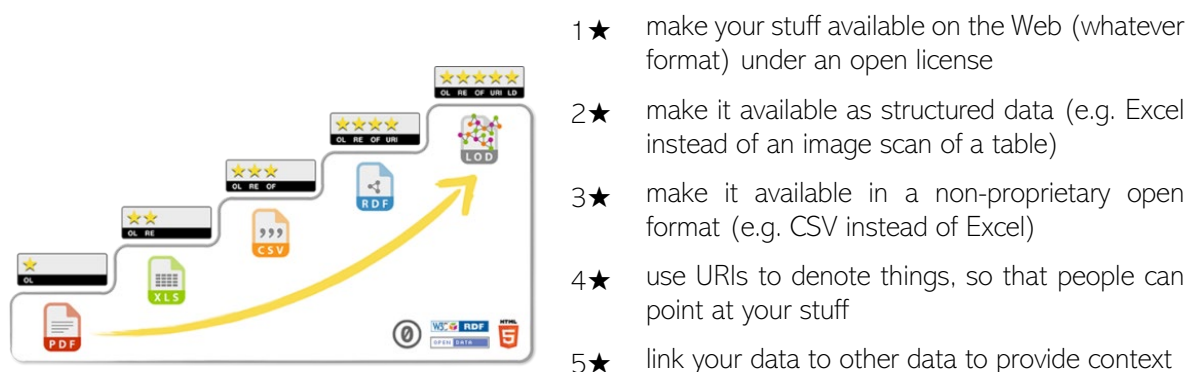 OL RE OF URI LD
OL RE OF URI
OL RE OF
OL RE
OL
LOD
RDF
CSV
XLS
PDF
W3C RDF
OPEN DATA
HTML
5
1★ make your stuff available on the Web (whatever
format) under an open license
2★ make it available as structured data (e.g. Excel
instead of an image scan of a table)
3★ make it available in a non-proprietary open
format (e.g. CSV instead of Excel)
4★ use URIs to denote things, so that people can
point at your stuff
5★ link your data to other data to provide context